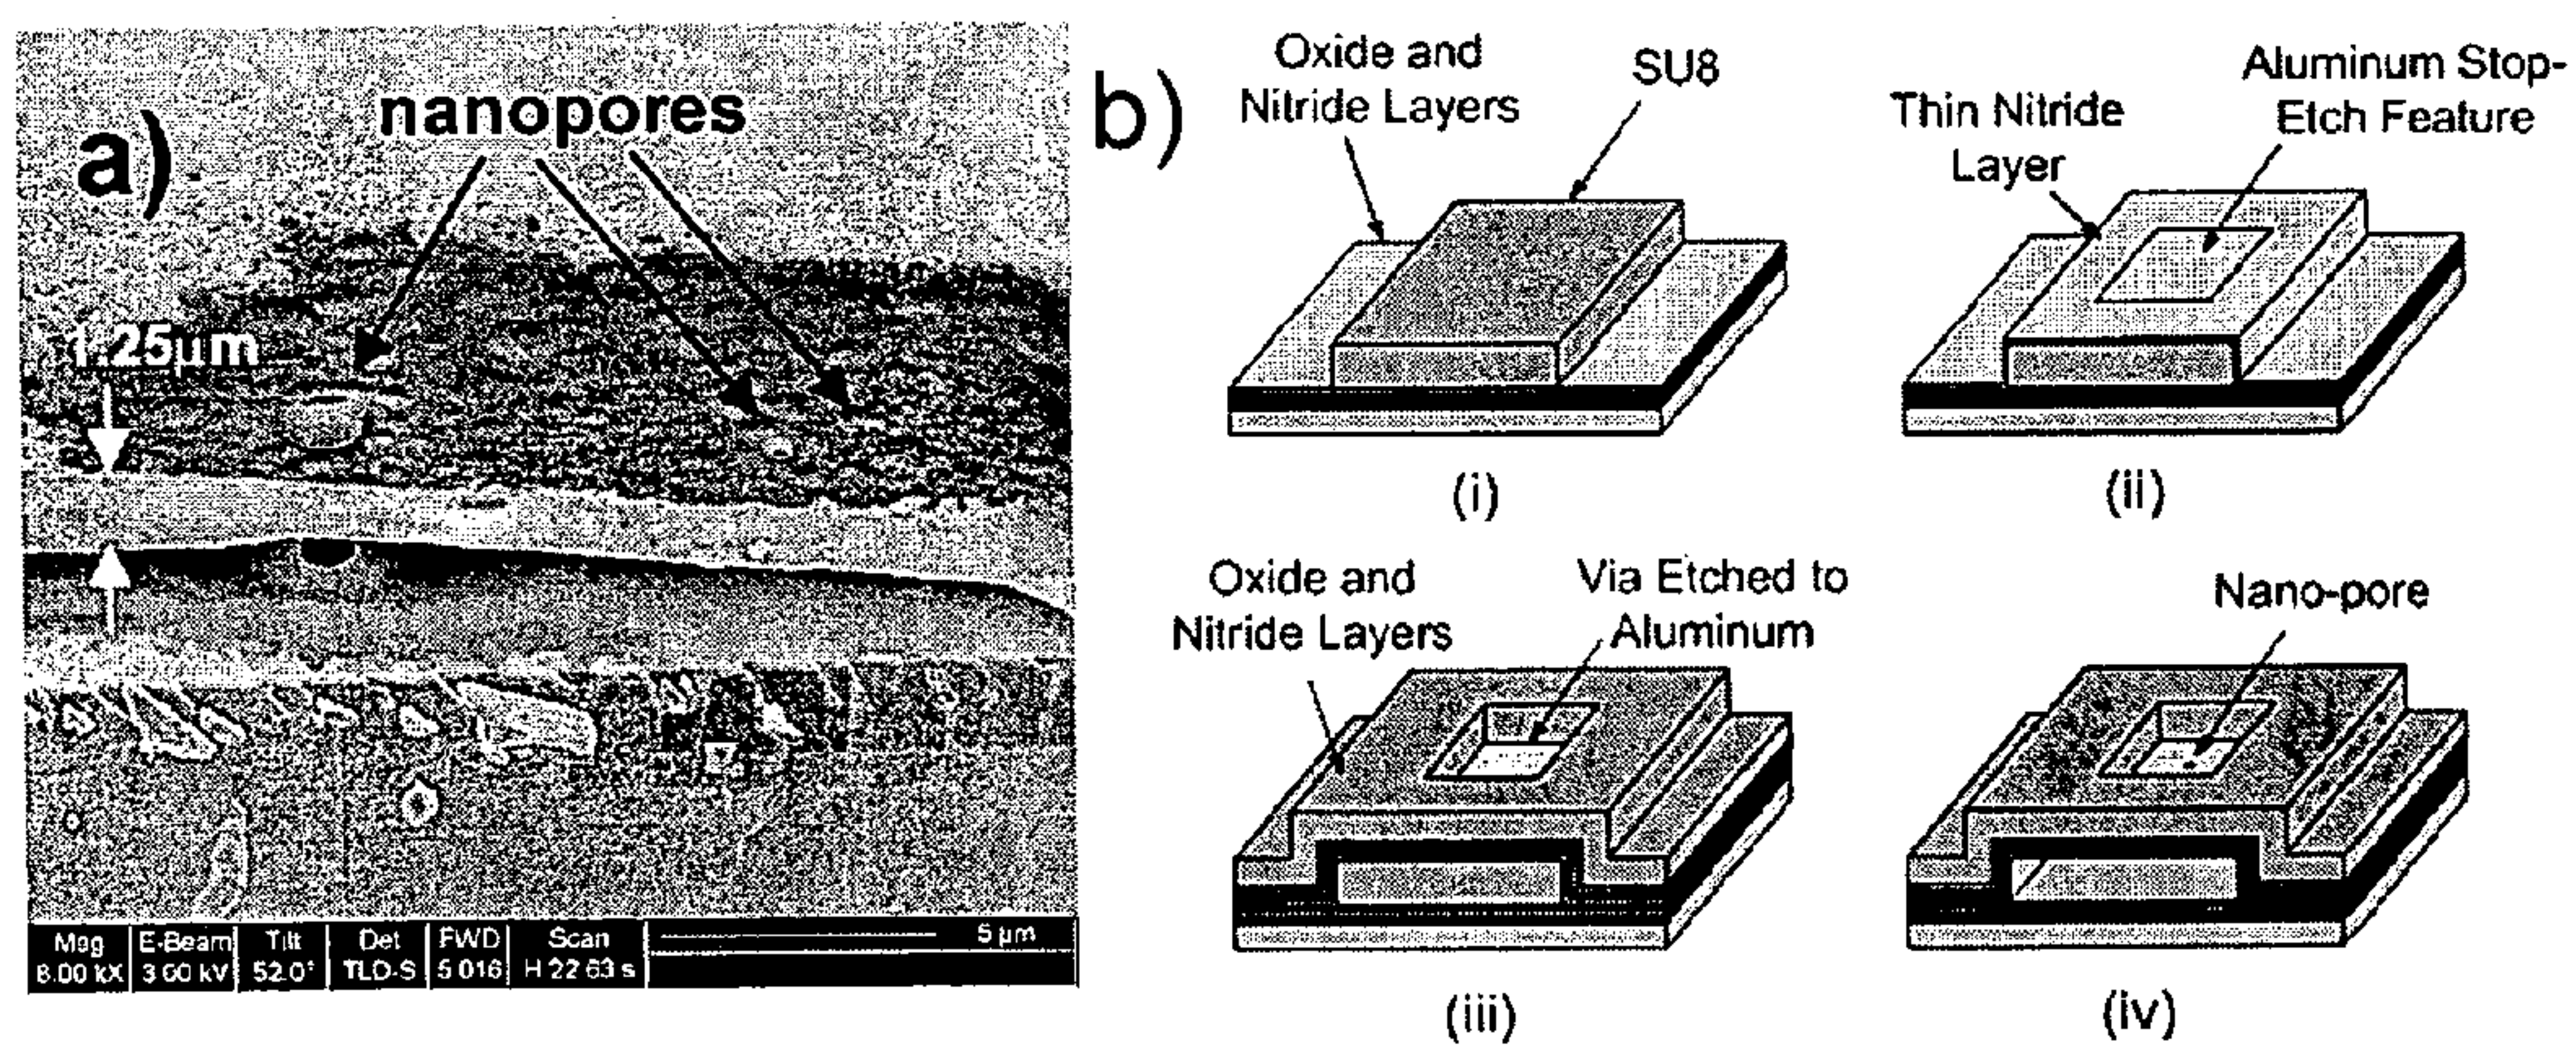 a)
nanopores
1.25µm
Mag
E-Beam
Tilt
Det
FWD
Scan
5 µm
8.00 kX
3.00 kV
52.0°
TLD-S
5.016
H 22.63 s
b)
Oxide and
Nitride Layers
SU8
(i)
Thin Nitride
Layer
Aluminum Stop-
Etch Feature
(ii)
Oxide and
Nitride Layers
Via Etched to
Aluminum
(iii)
Nano-pore
(iv)